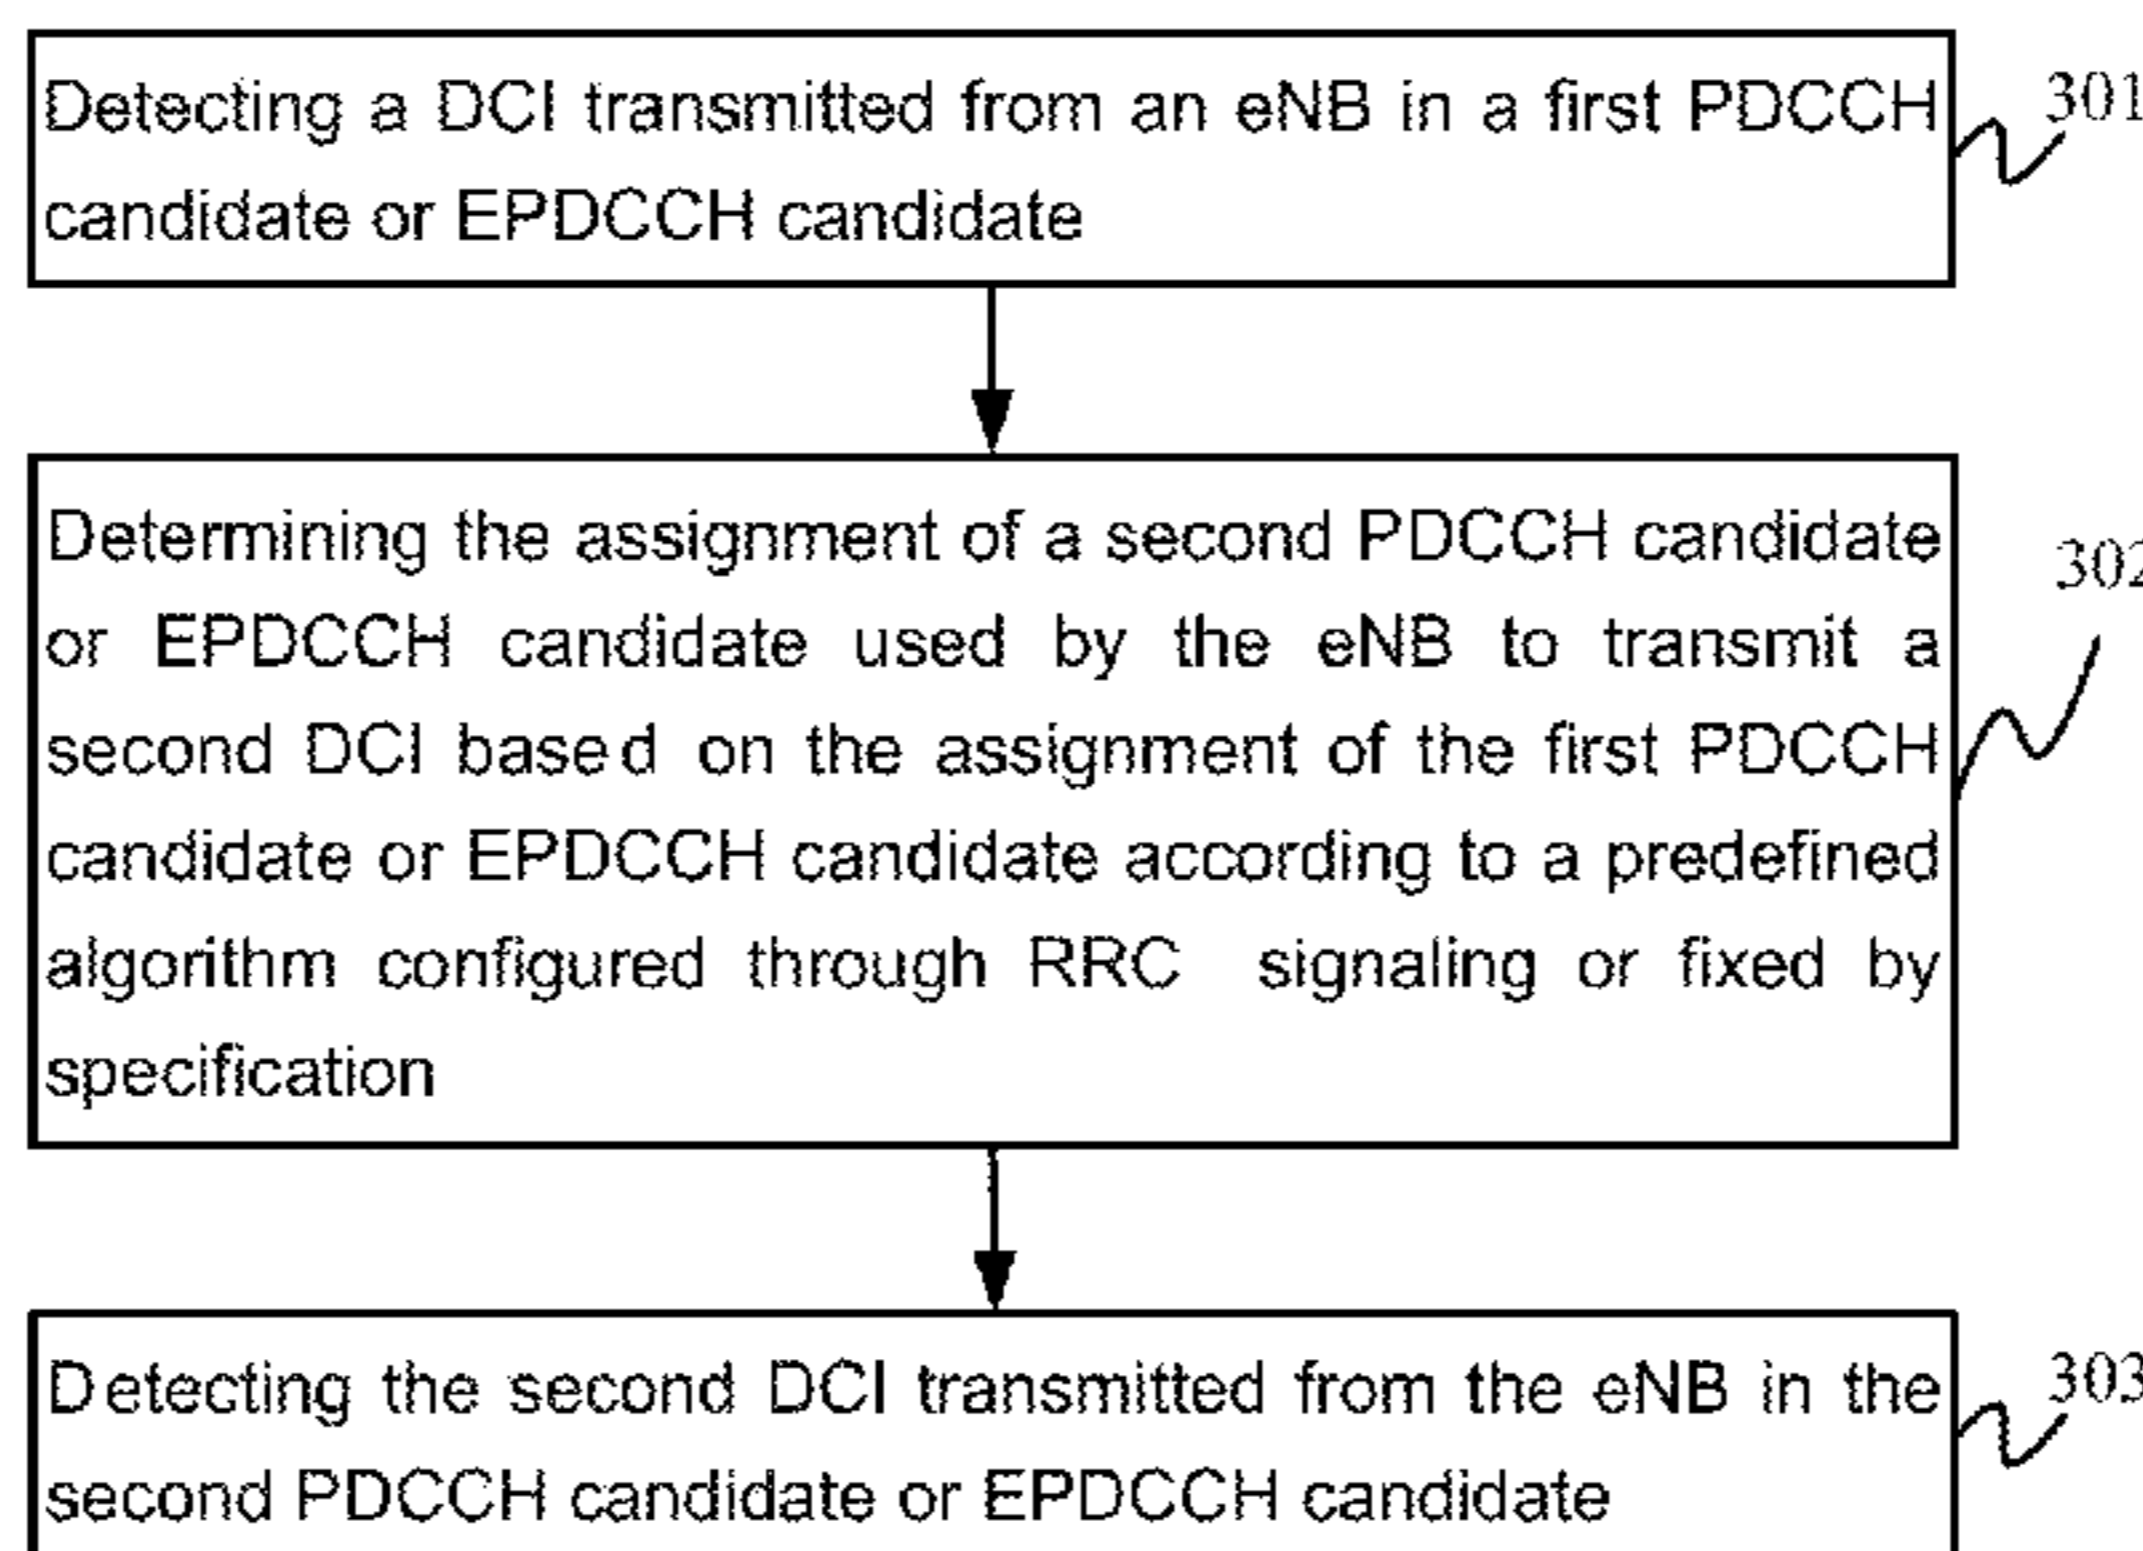 Detecting a DCI transmitted from an eNB in a first PDCCH
candidate or EPDCCH candidate
301
Determining the assignment of a second PDCCH candidate
or EPDCCH candidate used by the eNB to transmit a
second DCI based on the assignment of the first PDCCH
candidate or EPDCCH candidate according to a predefined
algorithm configured through RRC signaling or fixed by
specification
302
Detecting the second DCI transmitted from the eNB in the
second PDCCH candidate or EPDCCH candidate
303